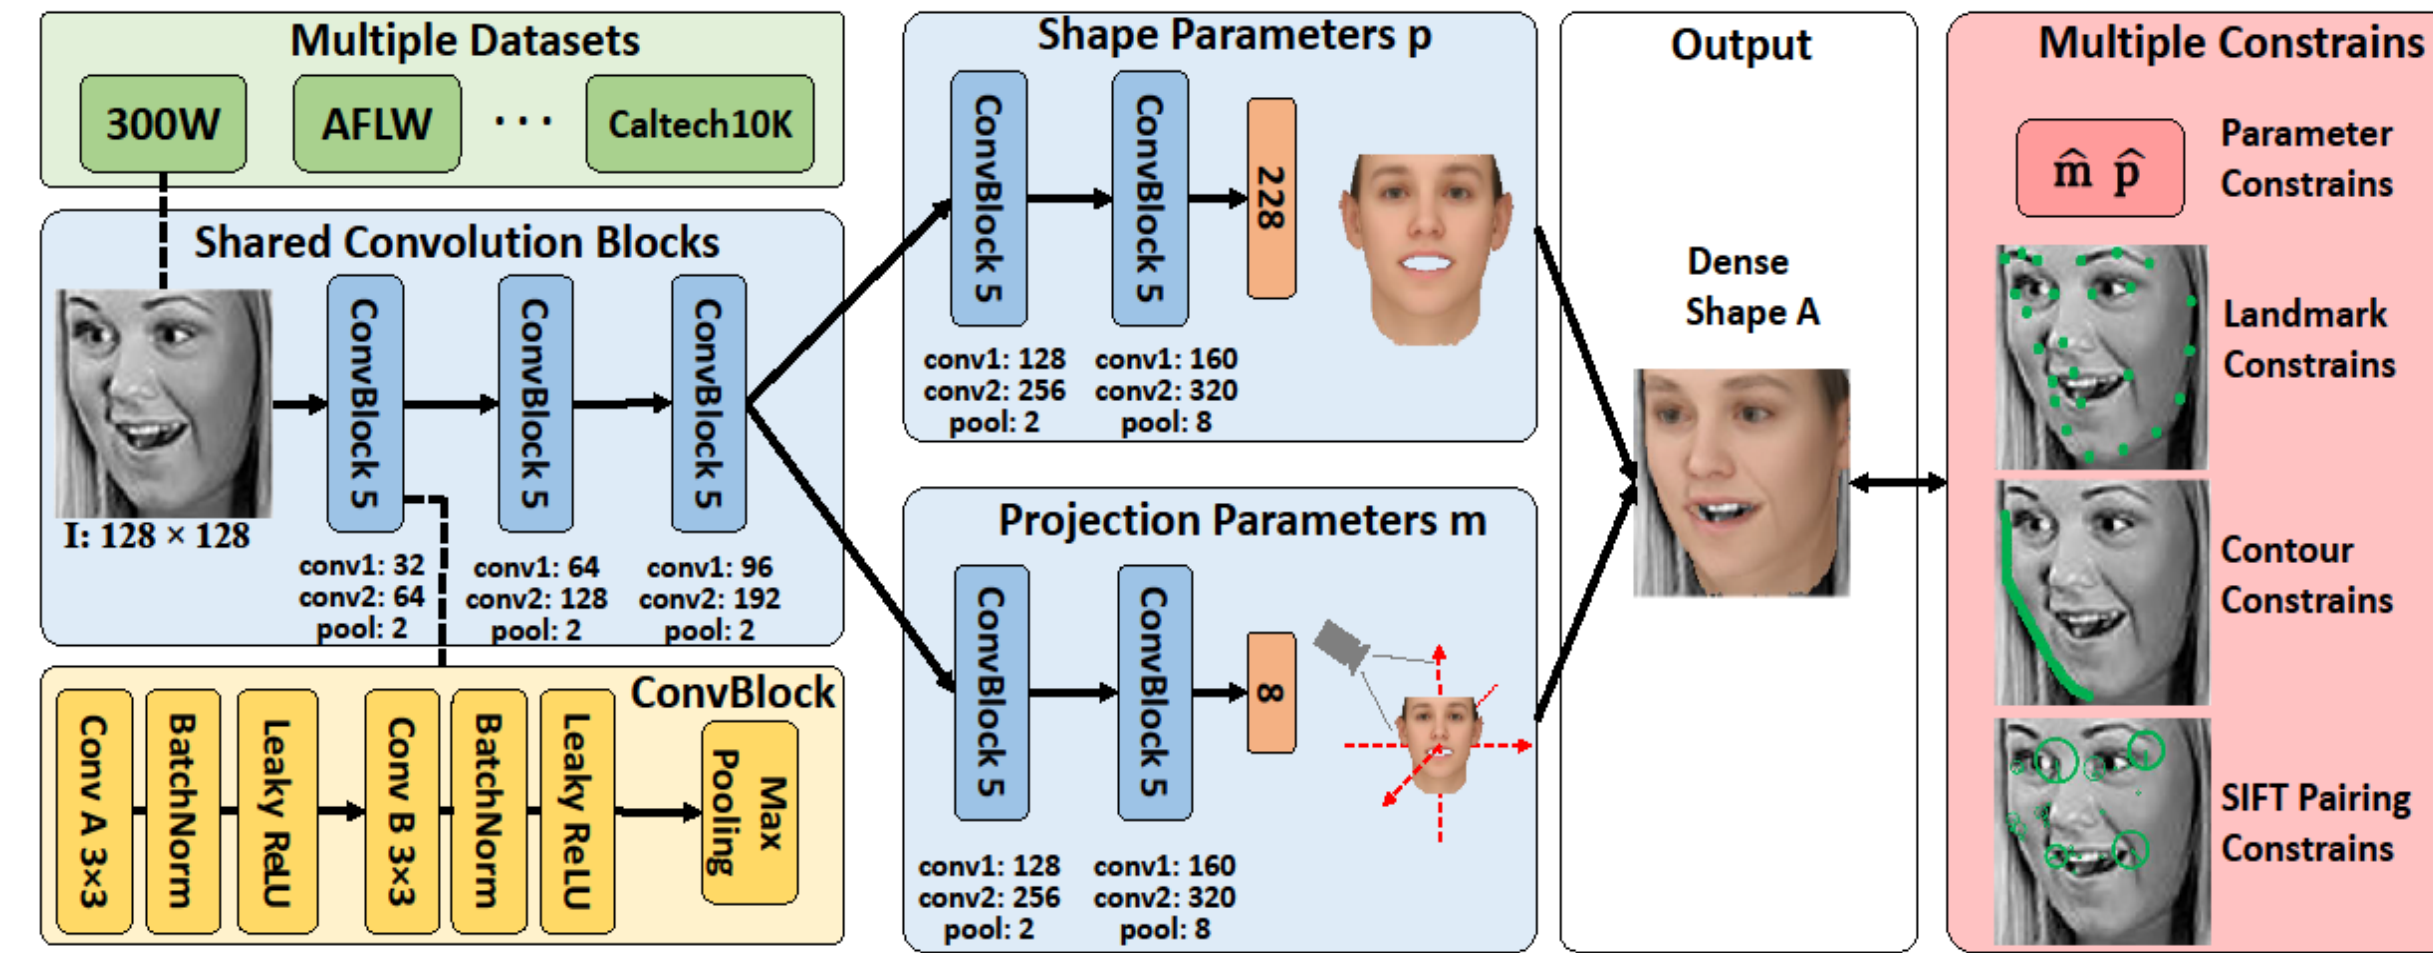 Multiple Datasets
300W
AFLW
· · ·
Caltech10K
Shared Convolution Blocks
I: 128 × 128
ConvBlock 5
ConvBlock 5
ConvBlock 5
conv1: 32
conv2: 64
pool: 2
conv1: 64
conv2: 128
pool: 2
conv1: 96
conv2: 192
pool: 2
ConvBlock
Conv A 3×3
BatchNorm
Leaky ReLU
Conv B 3×3
BatchNorm
Leaky ReLU
Max
Pooling
Shape Parameters p
ConvBlock 5
ConvBlock 5
228
conv1: 128
conv2: 256
pool: 2
conv1: 160
conv2: 320
pool: 8
Projection Parameters m
ConvBlock 5
ConvBlock 5
8
conv1: 128
conv2: 256
pool: 2
conv1: 160
conv2: 320
pool: 8
Output
Dense
Shape A
Multiple Constrains
m̂ p̂
Parameter
Constrains
Landmark
Constrains
Contour
Constrains
SIFT Pairing
Constrains